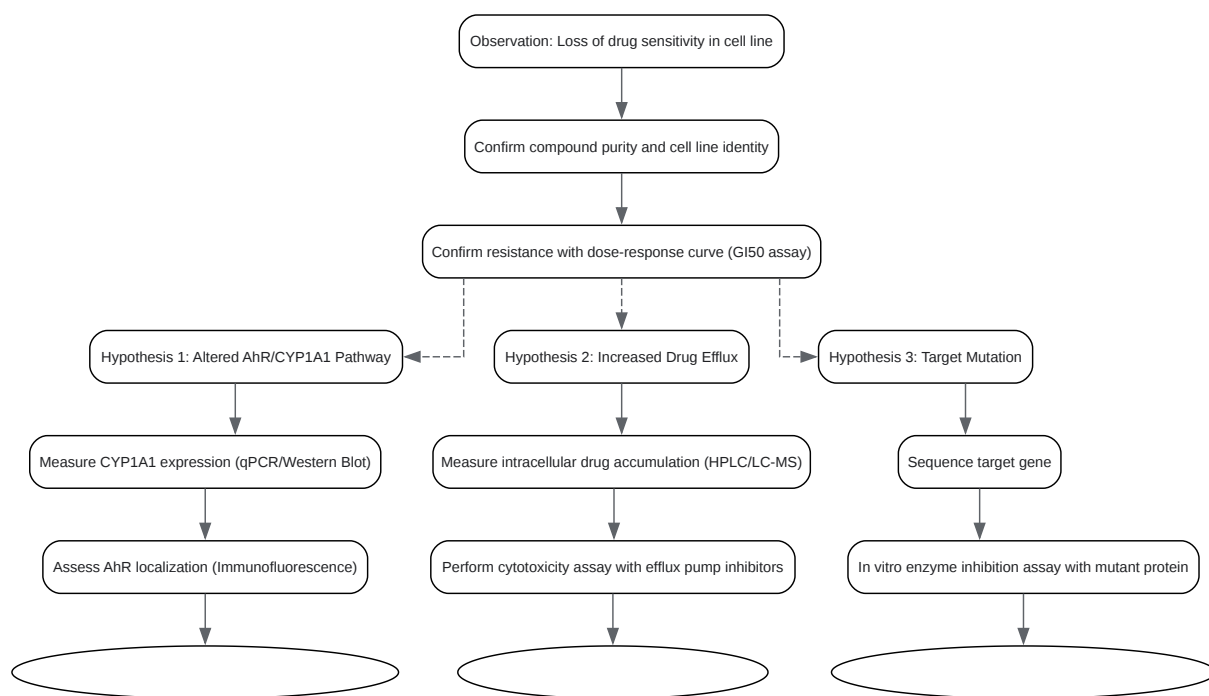 Observation: Loss of drug sensitivity in cell line
Confirm compound purity and cell line identity
Confirm resistance with dose-response curve (GI50 assay)
Hypothesis 1: Altered AhR/CYP1A1 Pathway
Hypothesis 2: Increased Drug Efflux
Hypothesis 3: Target Mutation
Measure CYP1A1 expression (qPCR/Western Blot)
Measure intracellular drug accumulation (HPLC/LC-MS)
Sequence target gene
Assess AhR localization (Immunofluorescence)
Perform cytotoxicity assay with efflux pump inhibitors
In vitro enzyme inhibition assay with mutant protein